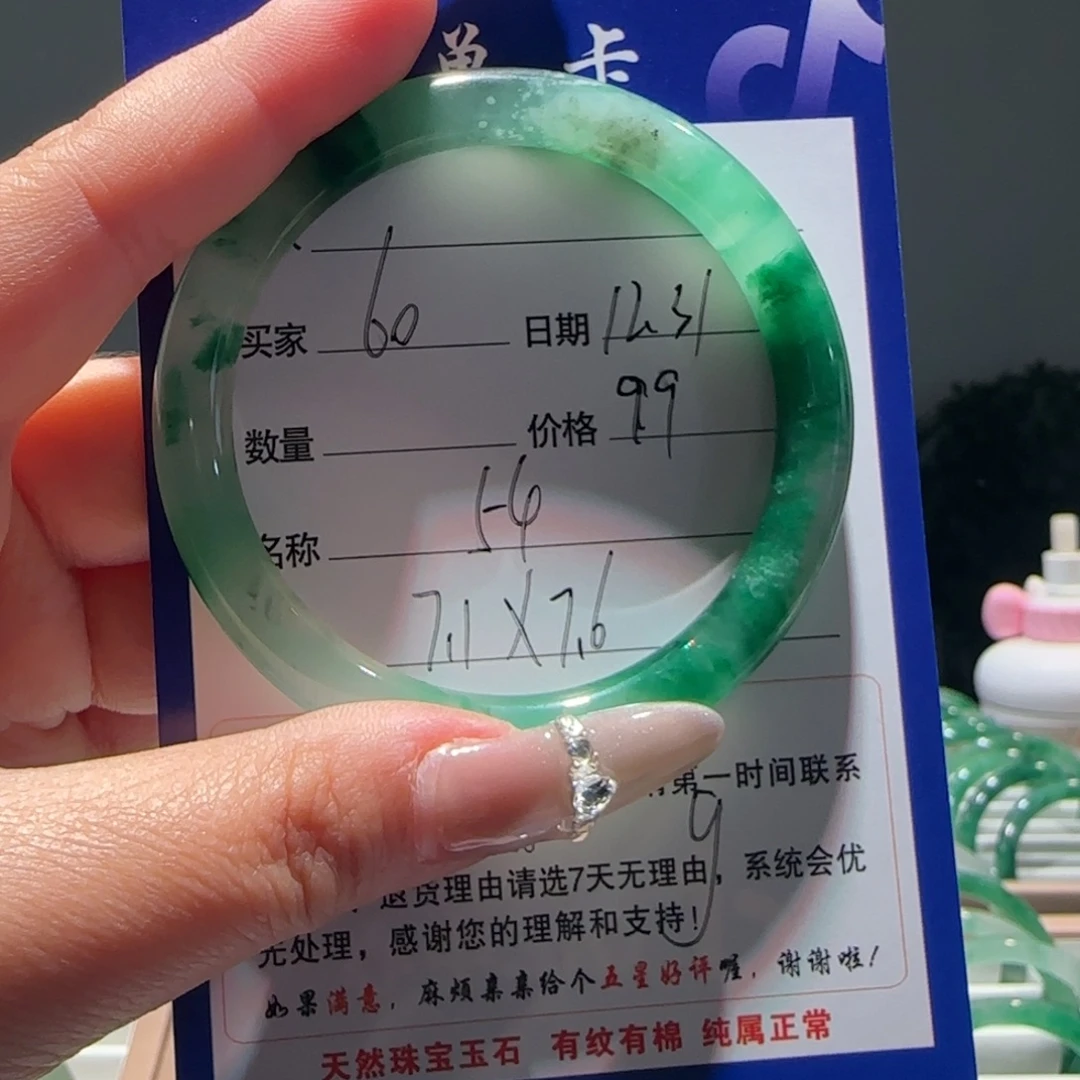 单卡
买家 60 日期 12.31
数量 价格 99
名称 54
7.1 X 7.6
第一时间联系
9
退货理由请选7天无理由，系统会优
先处理，感谢您的理解和支持！
如果满意，麻烦亲亲给个五星好评喔，谢谢啦！
天然珠宝玉石 有纹有棉 纯属正常